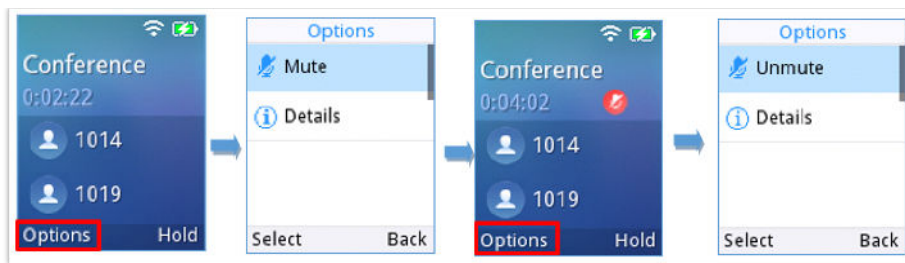 Conference
0:02:22
1014
1019
Options Hold
Options
Mute
Details
Select Back
Conference
0:04:02
1014
1019
Options Hold
Options
Unmute
Details
Select Back